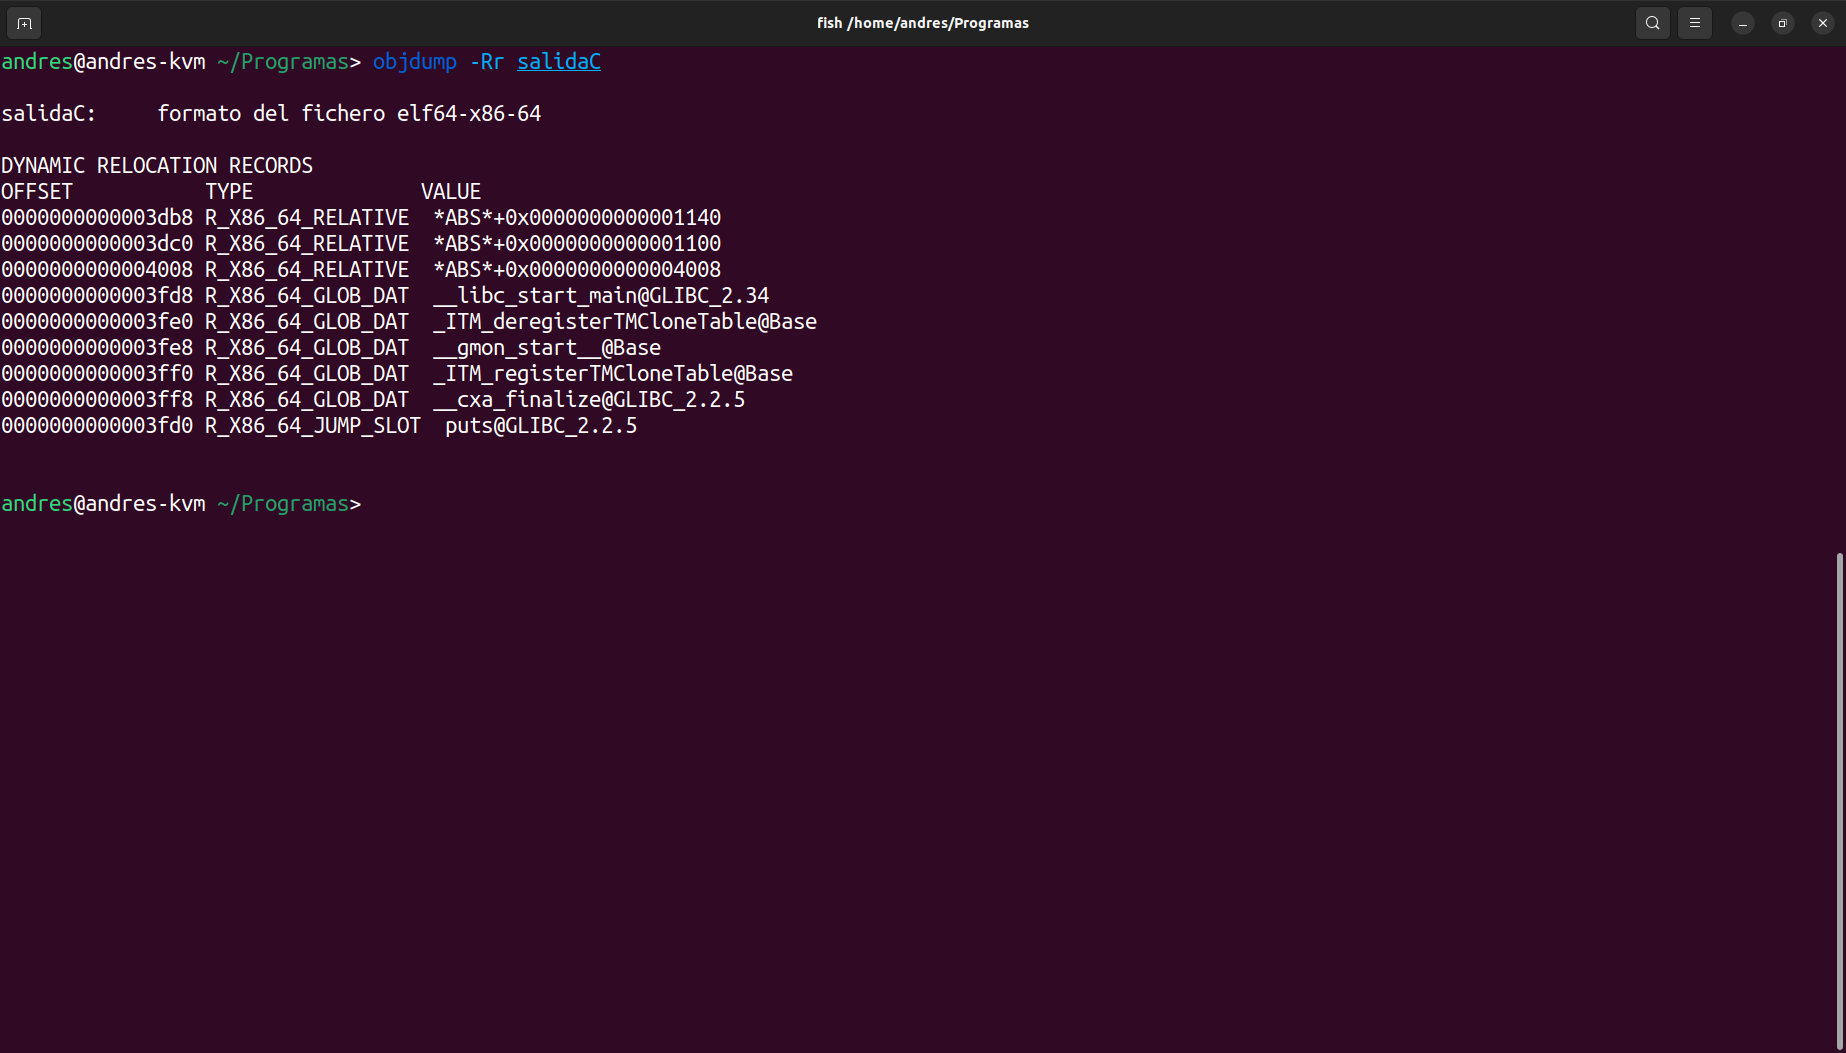 fish /home/andres/Programas
andres@andres-kvm ~/Programas> objdump -Rr salidaC
salidaC:     formato del fichero elf64-x86-64
DYNAMIC RELOCATION RECORDS
OFFSET           TYPE              VALUE
0000000000003db8 R_X86_64_RELATIVE  *ABS*+0x0000000000001140
0000000000003dc0 R_X86_64_RELATIVE  *ABS*+0x0000000000001100
0000000000004008 R_X86_64_RELATIVE  *ABS*+0x0000000000004008
0000000000003fd8 R_X86_64_GLOB_DAT  __libc_start_main@GLIBC_2.34
0000000000003fe0 R_X86_64_GLOB_DAT  _ITM_deregisterTMCloneTable@Base
0000000000003fe8 R_X86_64_GLOB_DAT  __gmon_start__@Base
0000000000003ff0 R_X86_64_GLOB_DAT  _ITM_registerTMCloneTable@Base
0000000000003ff8 R_X86_64_GLOB_DAT  __cxa_finalize@GLIBC_2.2.5
0000000000003fd0 R_X86_64_JUMP_SLOT  puts@GLIBC_2.2.5
andres@andres-kvm ~/Programas>